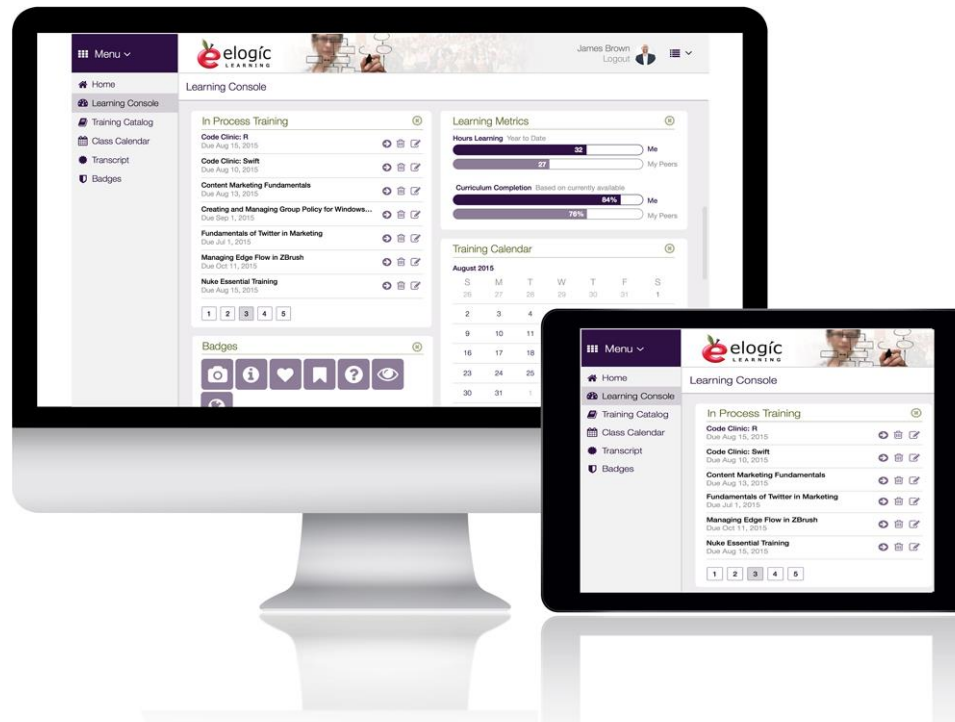 Menu
elogíc
LEARNING
James Brown
Logout
Home
Learning Console
Training Catalog
Class Calendar
Transcript
Badges
Learning Console
In Process Training
Code Clinic: R
Due Aug 15, 2015
Code Clinic: Swift
Due Aug 10, 2015
Content Marketing Fundamentals
Due Aug 13, 2015
Creating and Managing Group Policy for Windows...
Due Sep 1, 2015
Fundamentals of Twitter in Marketing
Due Jul 1, 2015
Managing Edge Flow in ZBrush
Due Oct 11, 2015
Nuke Essential Training
Due Aug 15, 2015
1 2 3 4 5
Badges
Learning Metrics
Hours Learning Year to Date
32 Me
27 My Peers
Curriculum Completion Based on currently available
84% Me
76% My Peers
Training Calendar
August 2015
S M T W T F S
26 27 28 29 30 31 1
2 3 4
9 10 11
16 17 18
23 24 25
30 31 1
Menu
elogíc
LEARNING
Home
Learning Console
Training Catalog
Class Calendar
Transcript
Badges
Learning Console
In Process Training
Code Clinic: R
Due Aug 15, 2015
Code Clinic: Swift
Due Aug 10, 2015
Content Marketing Fundamentals
Due Aug 13, 2015
Fundamentals of Twitter in Marketing
Due Jul 1, 2015
Managing Edge Flow in ZBrush
Due Oct 11, 2015
Nuke Essential Training
Due Aug 15, 2015
1 2 3 4 5